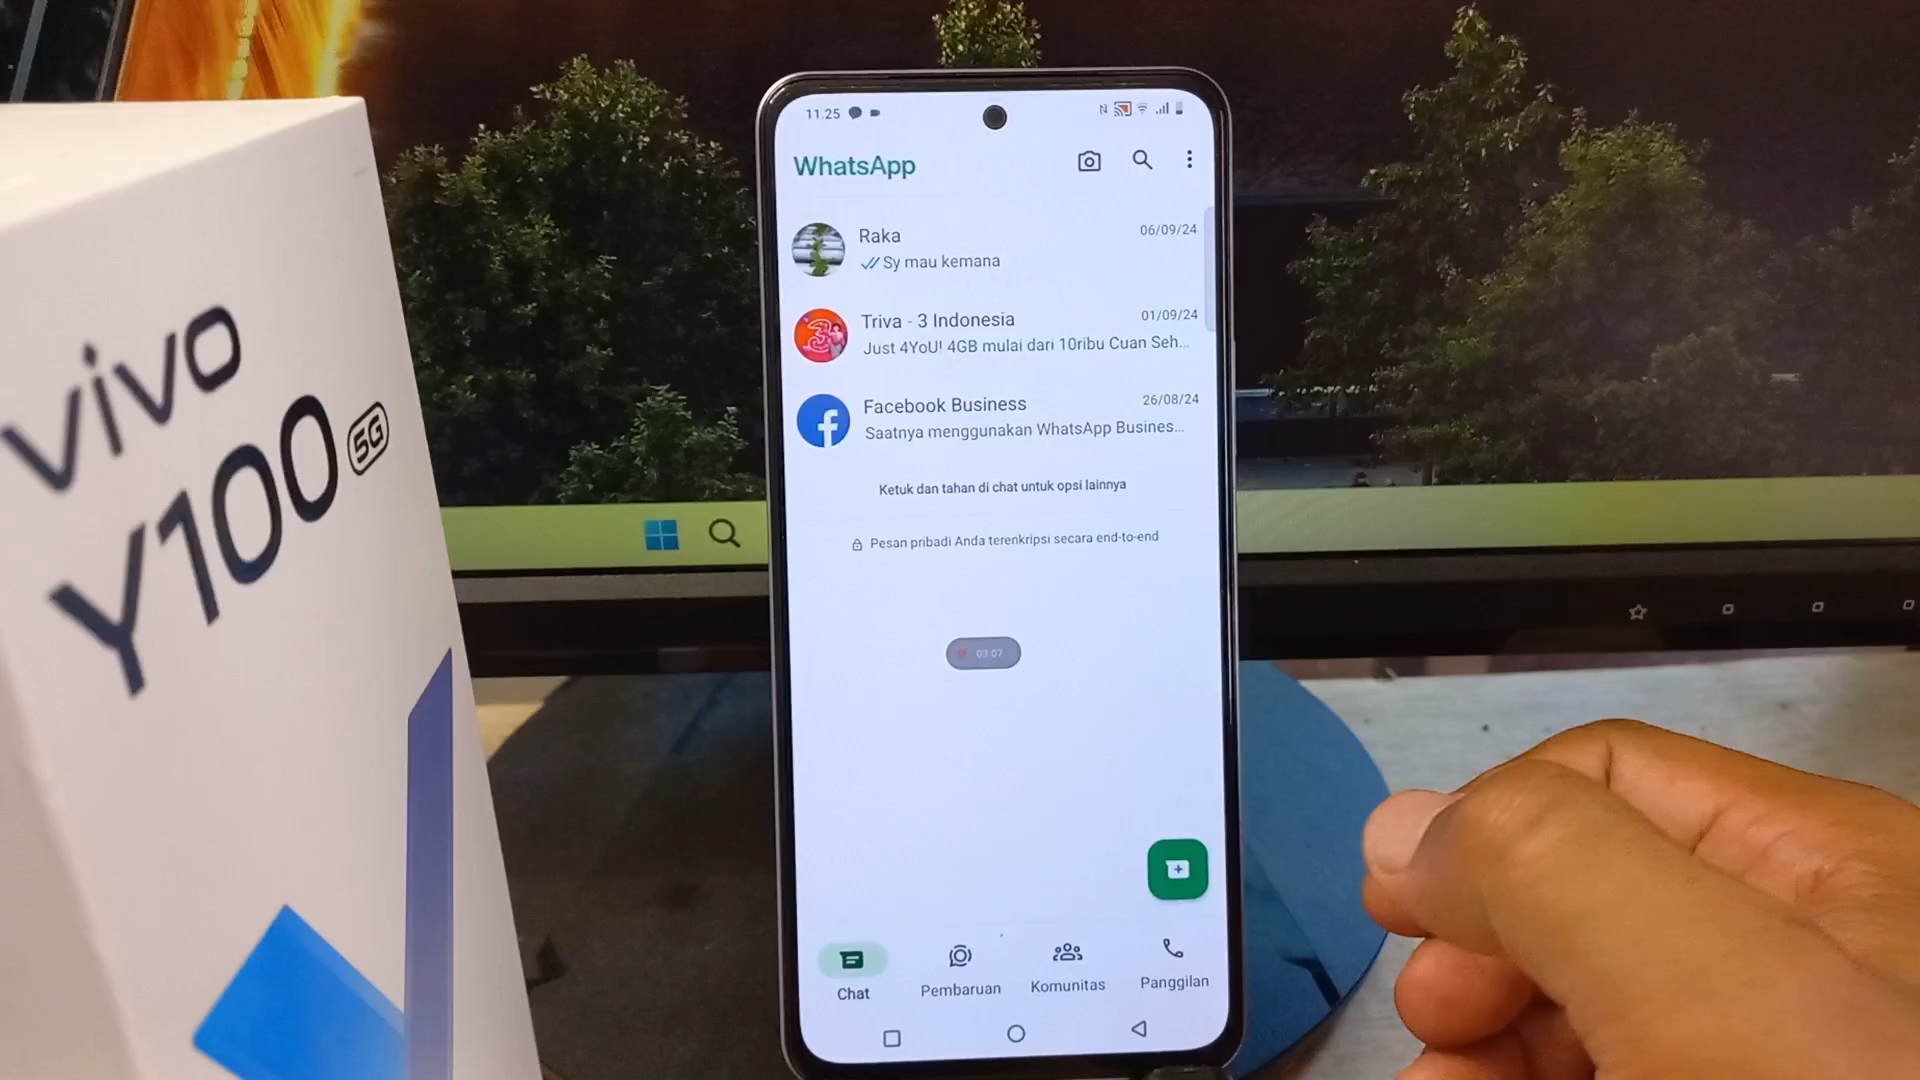 vivo
Y100 5G
11.25
WhatsApp
Raka
06/09/24
Sy mau kemana
Triva - 3 Indonesia
01/09/24
Just 4YoU! 4GB mulai dari 10ribu Cuan Seh...
3
Facebook Business
26/08/24
Saatnya menggunakan WhatsApp Busines...
Ketuk dan tahan di chat untuk opsi lainnya
Pesan pribadi Anda terenkripsi secara end-to-end
03:07
Chat
Pembaruan
Komunitas
Panggilan